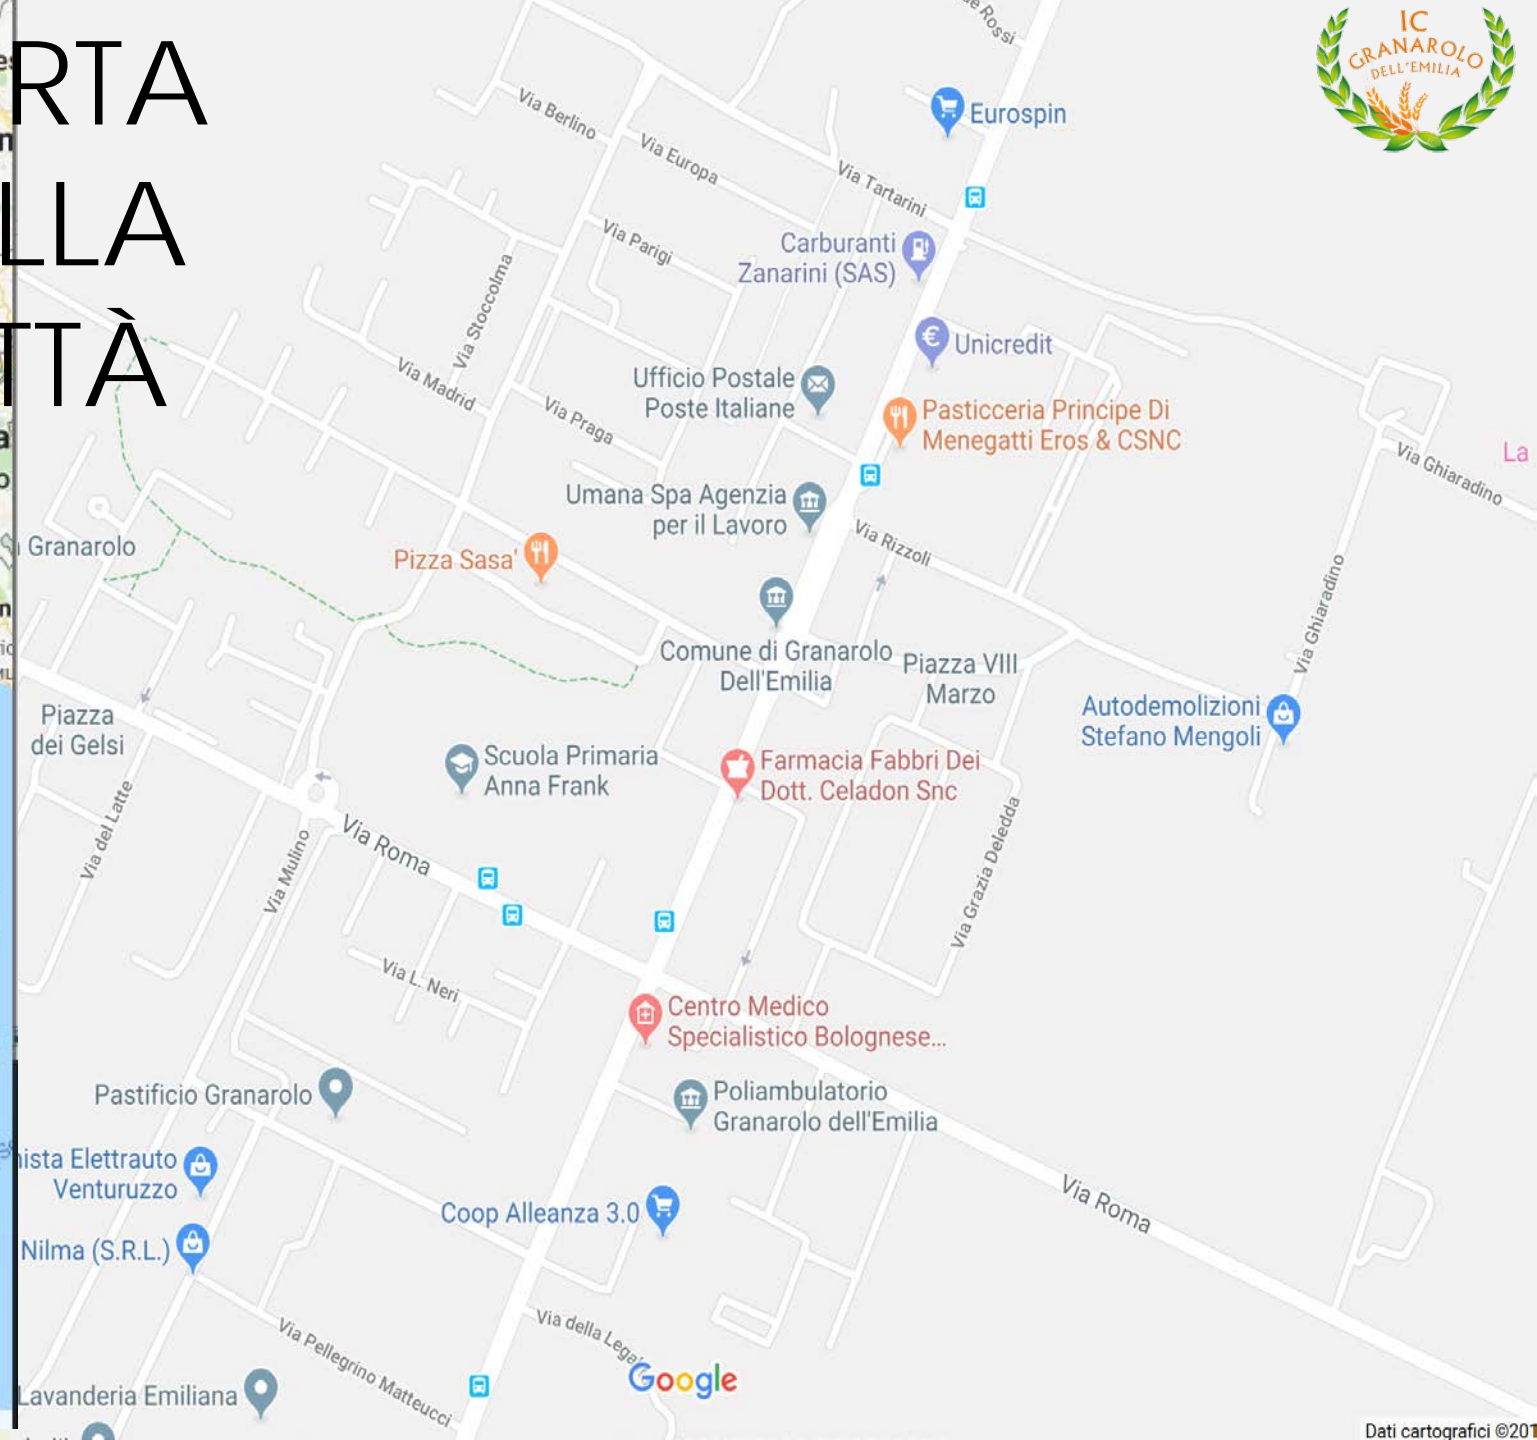 RTA
LLA
TTÀ
IC
GRANAROLO
DELL'EMILIA
de Rossi
Eurospin
Via Berlino
Via Europa
Via Tartarini
Via Parigi
Carburanti
Zanarini (SAS)
Via Stoccolma
Unicredit
Via Madrid
Ufficio Postale
Poste Italiane
Via Praga
Pasticceria Principe Di
Menegatti Eros & CSNC
La
Via Ghiaradino
Umana Spa Agenzia
per il Lavoro
Via Rizzoli
Granarolo
Pizza Sasa'
Via Ghiaradino
Comune di Granarolo
Dell'Emilia
Piazza VIII
Marzo
Autodemolizioni
Stefano Mengoli
Piazza
dei Gelsi
Scuola Primaria
Anna Frank
Farmacia Fabbri Dei
Dott. Celadon Snc
Via del Latte
Via Mulino
Via Roma
Via Grazia Deledda
Via L. Neri
Centro Medico
Specialistico Bolognese...
Pastificio Granarolo
Poliambulatorio
Granarolo dell'Emilia
ista Elettrauto
Venturuzzo
Via Roma
Coop Alleanza 3.0
Nilma (S.R.L.)
Via Pellegrino Matteucci
Via della Lega
Google
Lavanderia Emiliana
Dati cartografici ©201